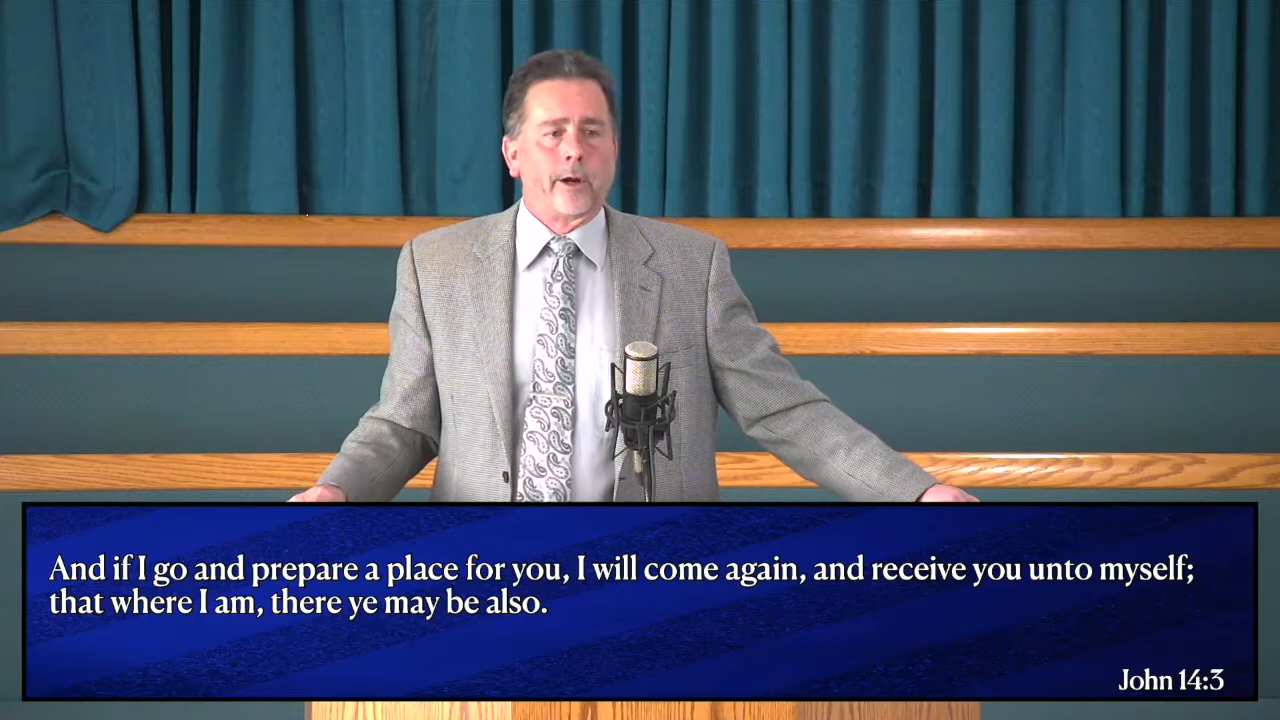 And if I go and prepare a place for you, I will come again, and receive you unto myself;
that where I am, there ye may be also.
John 14:3